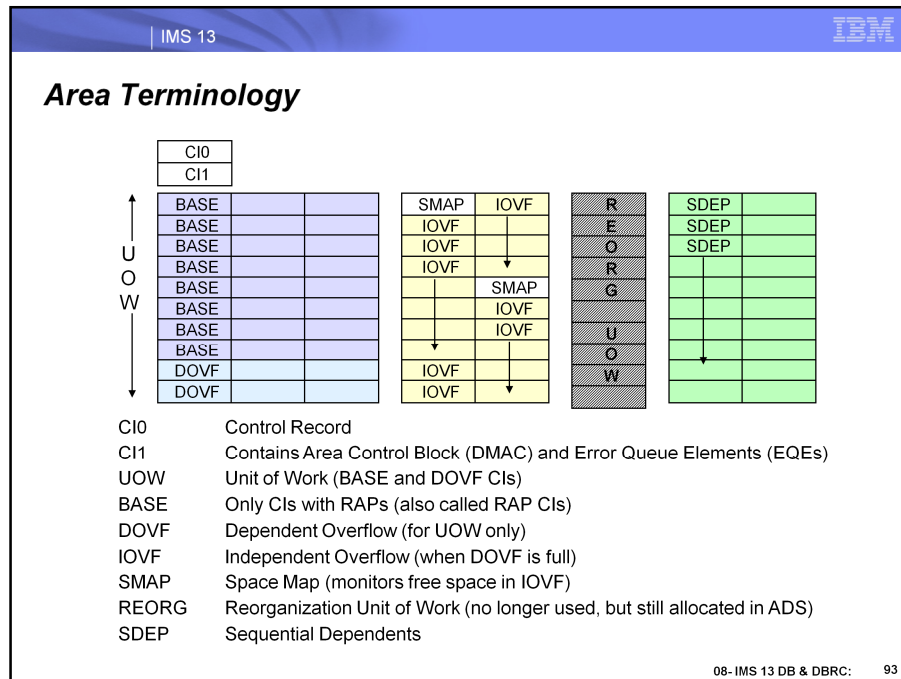 IMS 13
IBM
Area Terminology
CI0
CI1
U
O
W
BASE
BASE
BASE
BASE
BASE
BASE
BASE
BASE
DOVF
DOVF
SMAP IOVF
IOVF
IOVF
IOVF
SMAP
IOVF
IOVF
IOVF
IOVF
R
E
O
R
G
U
O
W
SDEP
SDEP
SDEP
CI0 Control Record
CI1 Contains Area Control Block (DMAC) and Error Queue Elements (EQEs)
UOW Unit of Work (BASE and DOVF CIs)
BASE Only CIs with RAPs (also called RAP CIs)
DOVF Dependent Overflow (for UOW only)
IOVF Independent Overflow (when DOVF is full)
SMAP Space Map (monitors free space in IOVF)
REORG Reorganization Unit of Work (no longer used, but still allocated in ADS)
SDEP Sequential Dependents
08- IMS 13 DB & DBRC: 93